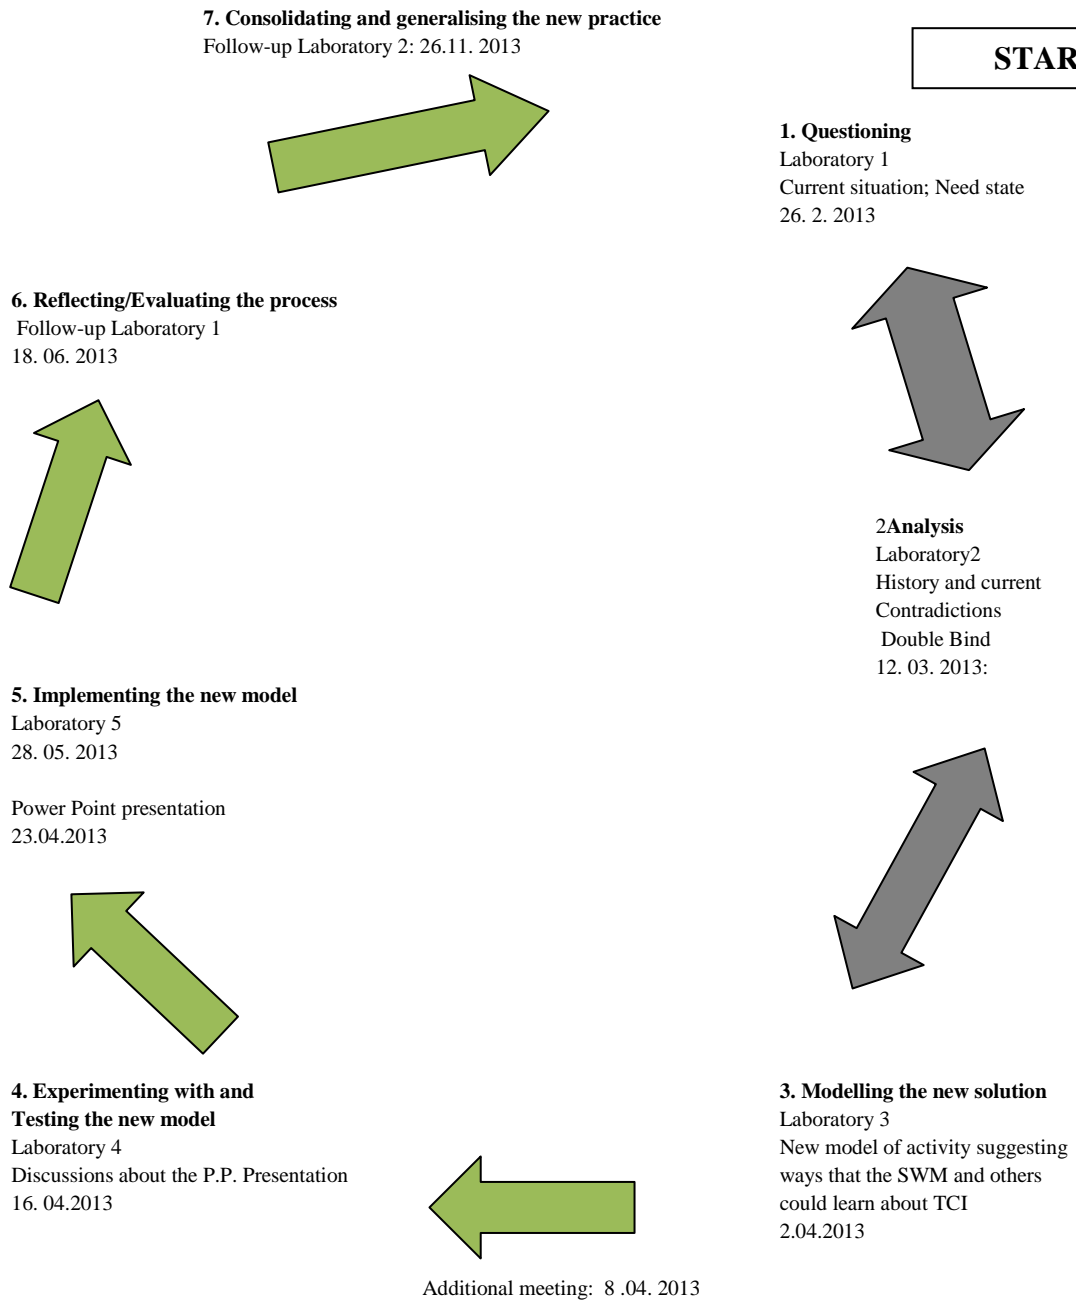 7. Consolidating and generalising the new practice
Follow-up Laboratory 2: 26.11. 2013
STAR
1. Questioning
Laboratory 1
Current situation; Need state
26. 2. 2013
6. Reflecting/Evaluating the process
Follow-up Laboratory 1
18. 06. 2013
2Analysis
Laboratory2
History and current
Contradictions
Double Bind
12. 03. 2013:
5. Implementing the new model
Laboratory 5
28. 05. 2013
Power Point presentation
23.04.2013
4. Experimenting with and
Testing the new model
Laboratory 4
Discussions about the P.P. Presentation
16. 04.2013
3. Modelling the new solution
Laboratory 3
New model of activity suggesting
ways that the SWM and others
could learn about TCI
2.04.2013
Additional meeting:  8 .04. 2013